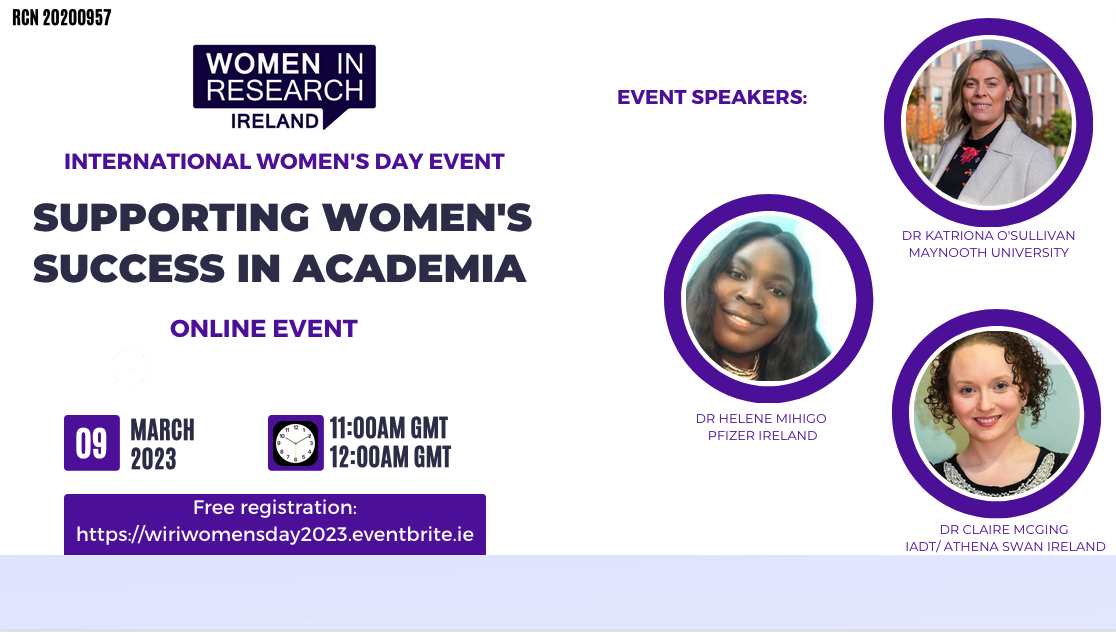 RCN 20200957
WOMEN IN
RESEARCH
IRELAND
INTERNATIONAL WOMEN'S DAY EVENT
SUPPORTING WOMEN'S
SUCCESS IN ACADEMIA
ONLINE EVENT
09
MARCH
2023
11:00AM GMT
12:00AM GMT
Free registration:
https://wiriwomensday2023.eventbrite.ie
EVENT SPEAKERS:
DR KATRIONA O'SULLIVAN
MAYNOOTH UNIVERSITY
DR HELENE MIHIGO
PFIZER IRELAND
DR CLAIRE MCGING
IADT/ ATHENA SWAN IRELAND